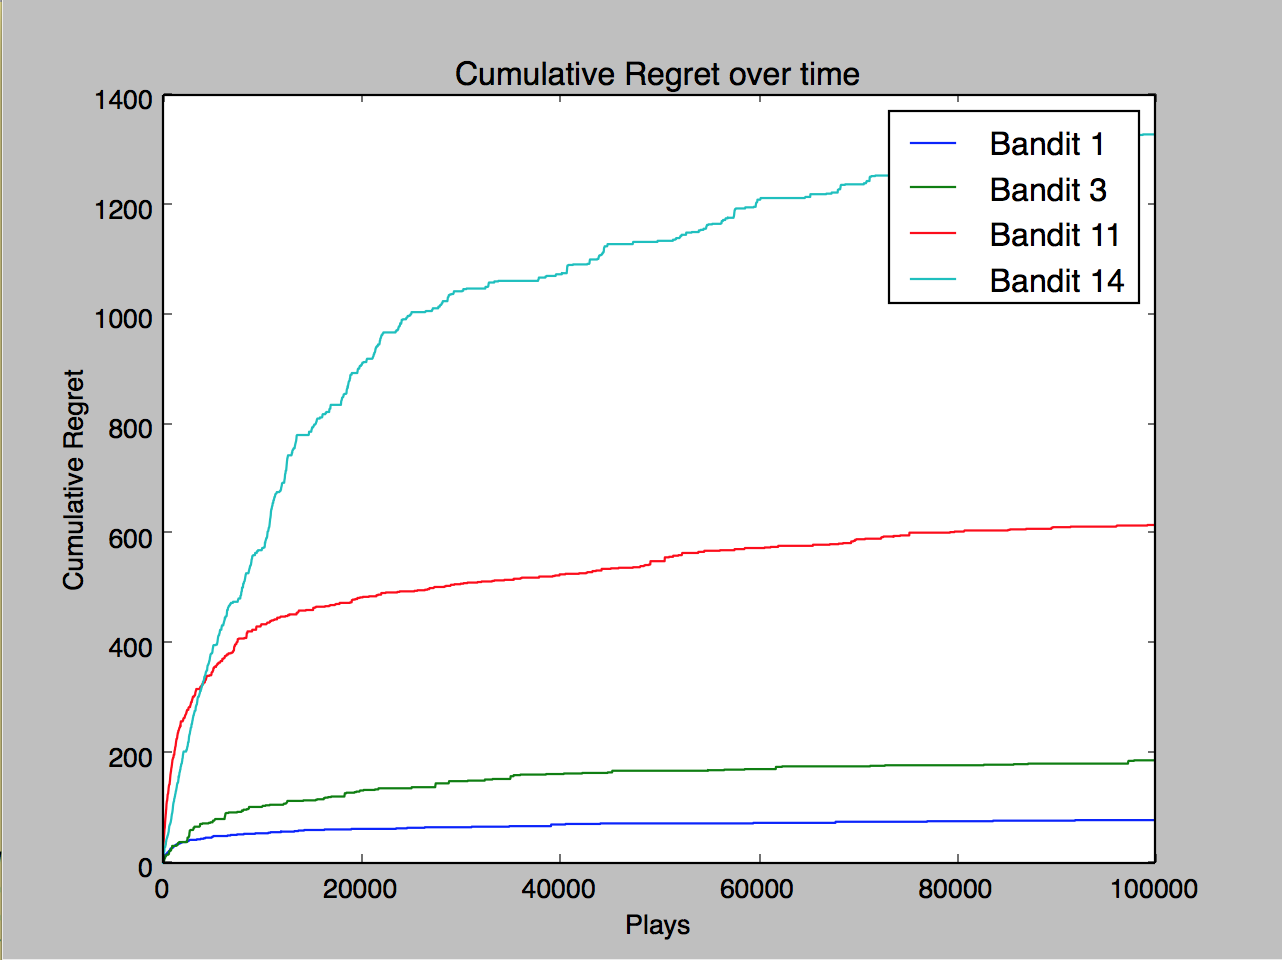 Cumulative Regret over time
1400
1200
1000
800
600
400
200
0
Cumulative Regret
Bandit 1
Bandit 3
Bandit 11
Bandit 14
0 20000 40000 60000 80000 100000
Plays